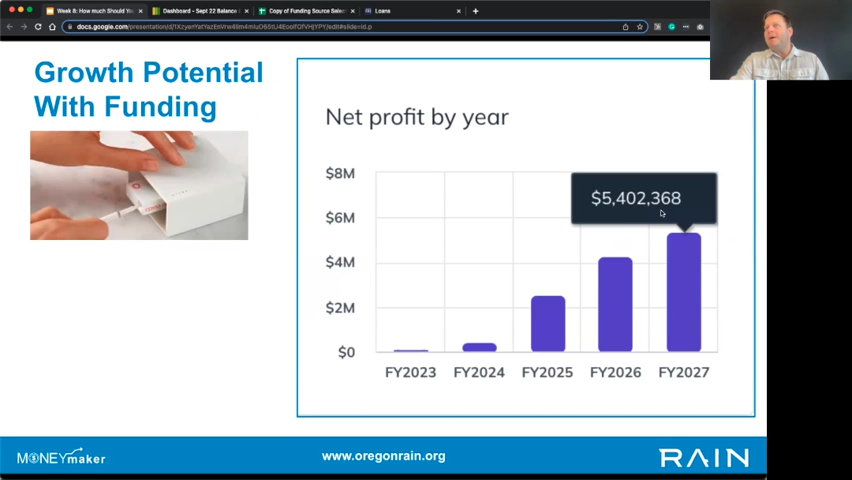 Week 8: How much Should Yo
Dashboard - Sept 22 Balance
Copy of Funding Source Selec
Loans
docs.google.com/presentation/d/
Growth Potential
With Funding
Net profit by year
$8M
$5,402,368
$6M
$4M
$2M
$0
FY2023 FY2024 FY2025 FY2026 FY2027
MONEYmaker
www.oregonrain.org
RAIN